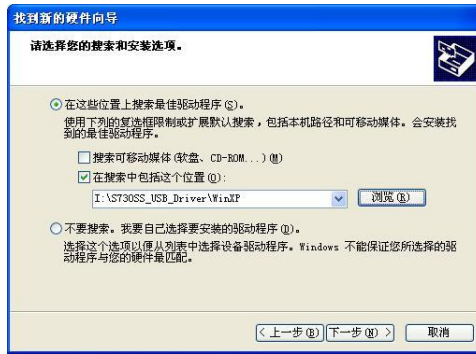 找到新的硬件向导
请选择您的搜索和安装选项。
在这些位置上搜索最佳驱动程序(S)。
使用下列的复选框限制或扩展默认搜索，包括本机路径和可移动媒体。会安装找
到的最佳驱动程序。
搜索可移动媒体(软盘、CD-ROM...)(M)
在搜索中包括这个位置(O):
I:\S730SS_USB_Driver\WinXP
浏览(R)
不要搜索。我要自己选择要安装的驱动程序(D)。
选择这个选项以便从列表中选择设备驱动程序。Windows 不能保证您所选择的驱
动程序与您的硬件最匹配。
< 上一步(B) 下一步(N) > 取消